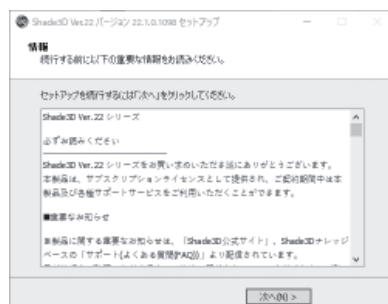 Shade3D Ver.22 /バージョン 22.1.0.1098 セットアップ
情報
続行する前に以下の重要な情報をお読みください。
セットアップを続行するには「次へ」をクリックしてください。
Shade3D Ver.22 シリーズ
必ずお読みください
Shade3D Ver.22 シリーズをお買い求めいただき誠にありがとうございます。
本製品は、サブスクリプションライセンスとして提供され、ご契約期間中は本
製品及び各種サポートサービスをご利用いただくことができます。
■重要なお知らせ
本製品に関する重要なお知らせは、「Shade3D公式サイト」、Shade3Dナレッジ
ベースの「サポート(よくある質問(FAQ))」より配信されています。
次へ(N) >